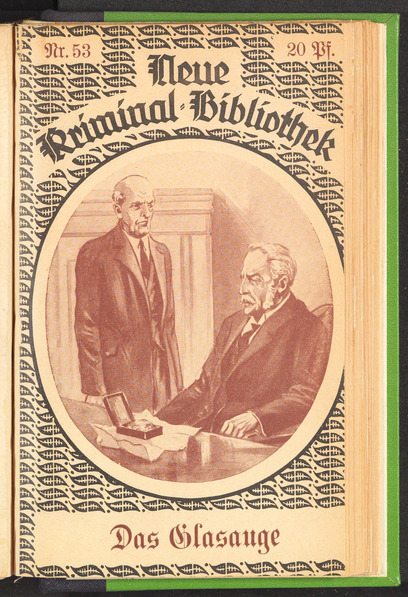 Nr. 53
20 Pf.
Neue
Kriminal-Bibliothek
Das Glasauge